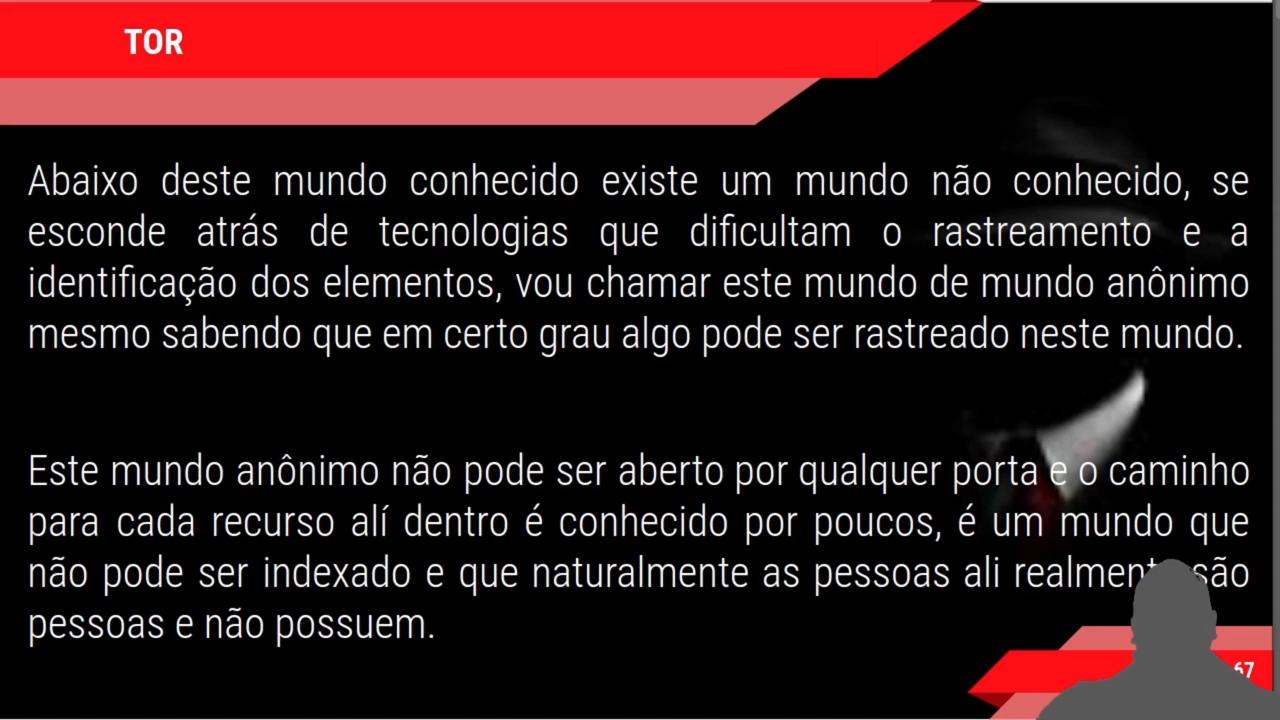 TOR
Abaixo deste mundo conhecido existe um mundo não conhecido, se
esconde atrás de tecnologias que dificultam o rastreamento e a
identificação dos elementos, vou chamar este mundo de mundo anônimo
mesmo sabendo que em certo grau algo pode ser rastreado neste mundo.
Este mundo anônimo não pode ser aberto por qualquer porta e o caminho
para cada recurso alí dentro é conhecido por poucos, é um mundo que
não pode ser indexado e que naturalmente as pessoas ali realmente são
pessoas e não possuem.
67